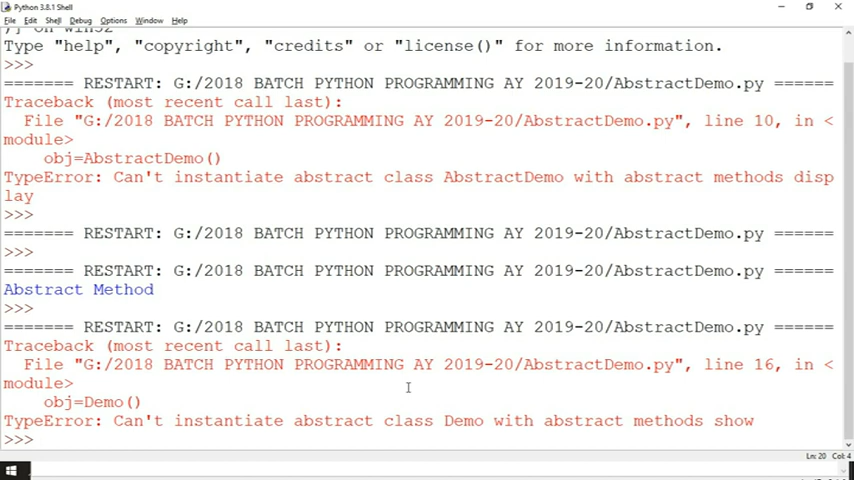 Python 3.8.1 Shell
File Edit Shell Debug Options Window Help
)] on win32
Type "help", "copyright", "credits" or "license()" for more information.
>>>
======= RESTART: G:/2018 BATCH PYTHON PROGRAMMING AY 2019-20/AbstractDemo.py ======
Traceback (most recent call last):
File "G:/2018 BATCH PYTHON PROGRAMMING AY 2019-20/AbstractDemo.py", line 10, in <
module>
obj=AbstractDemo()
TypeError: Can't instantiate abstract class AbstractDemo with abstract methods disp
lay
>>>
======= RESTART: G:/2018 BATCH PYTHON PROGRAMMING AY 2019-20/AbstractDemo.py ======
>>>
======= RESTART: G:/2018 BATCH PYTHON PROGRAMMING AY 2019-20/AbstractDemo.py ======
Abstract Method
>>>
======= RESTART: G:/2018 BATCH PYTHON PROGRAMMING AY 2019-20/AbstractDemo.py ======
Traceback (most recent call last):
File "G:/2018 BATCH PYTHON PROGRAMMING AY 2019-20/AbstractDemo.py", line 16, in <
module>
obj=Demo()
TypeError: Can't instantiate abstract class Demo with abstract methods show
>>>
Ln: 20 Col: 4